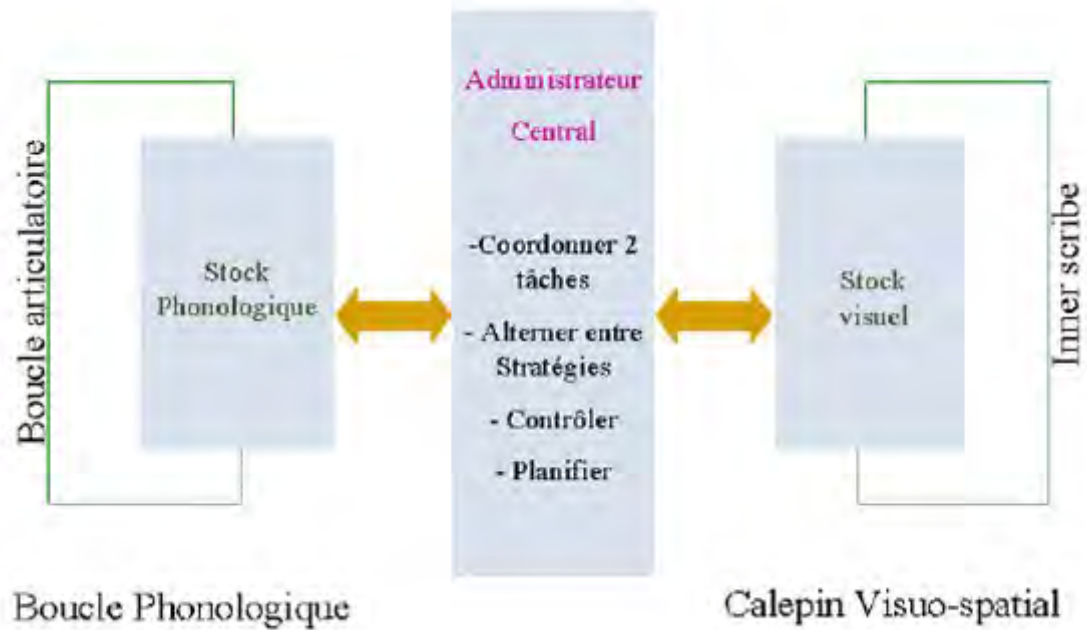 Boucle articulatoire
Stock
Phonologique
Administrateur
Central
-Coordonner 2
tâches
- Alterner entre
Stratégies
- Contrôler
- Planifier
Stock
visuel
Inner scribe
Boucle Phonologique
Calepin Visuo-spatial